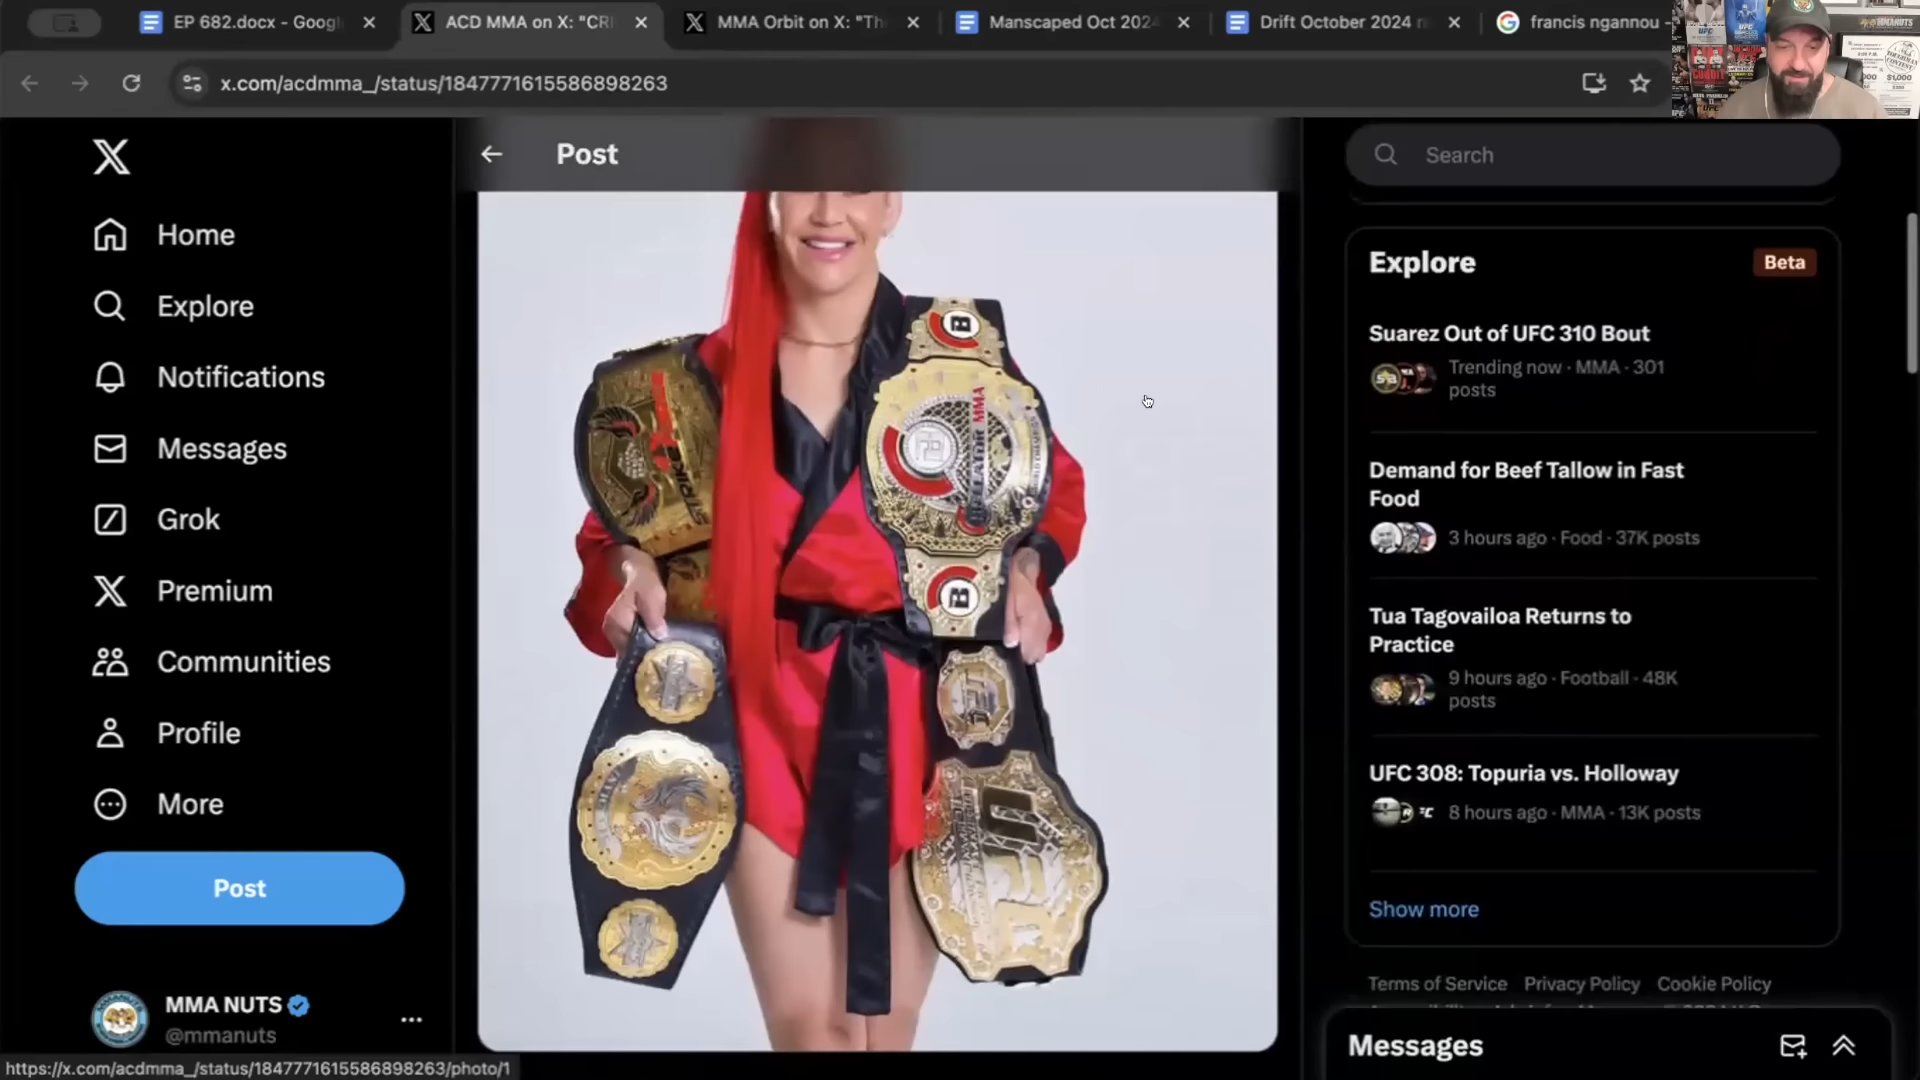 EP 682.docx - Googl
ACD MMA on X: "CRI
MMA Orbit on X: "Th
Manscaped Oct 2024
Drift October 2024 r
francis ngannou -
x.com/acdmma_/status/1847771615586898263
Post
Search
Home
Explore
Notifications
Messages
Grok
Premium
Communities
Profile
More
Post
MMA NUTS
@mmanuts
BELLATOR MMA
STRIKE
B
B
Explore
Beta
Suarez Out of UFC 310 Bout
Trending now · MMA · 301
posts
Demand for Beef Tallow in Fast
Food
3 hours ago · Food · 37K posts
Tua Tagovailoa Returns to
Practice
9 hours ago · Football · 48K
posts
UFC 308: Topuria vs. Holloway
8 hours ago · MMA · 13K posts
Show more
Terms of Service Privacy Policy Cookie Policy
Messages
https://x.com/acdmma_/status/1847771615586898263/photo/1